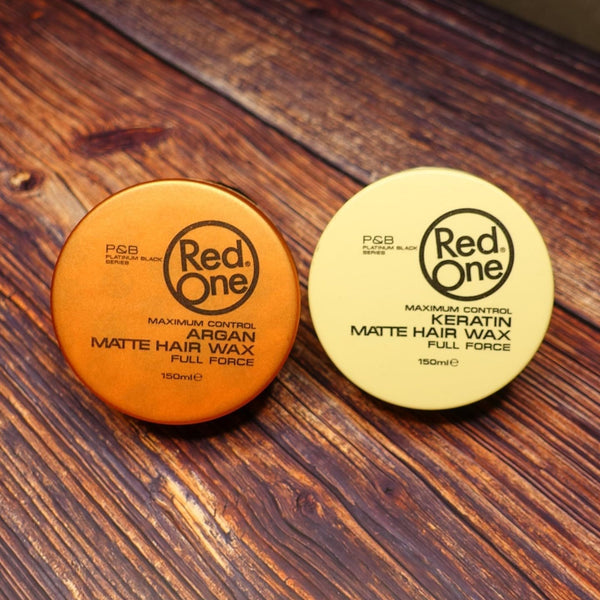 P&B
PLATINUM BLACK
SERIES
Red
One
MAXIMUM CONTROL
ARGAN
MATTE HAIR WAX
FULL FORCE
150ml℮
P&B
PLATINUM BLACK
SERIES
Red®
One
MAXIMUM CONTROL
KERATIN
MATTE HAIR WAX
FULL FORCE
150ml℮